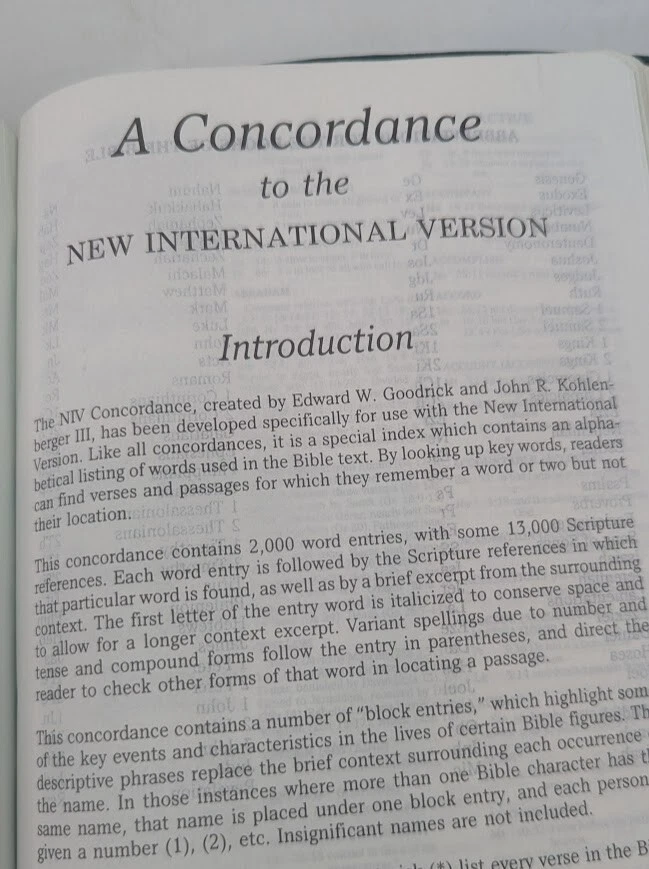 A Concordance
to the
NEW INTERNATIONAL VERSION
Introduction
The NIV Concordance, created by Edward W. Goodrick and John R. Kohlen-
berger III, has been developed specifically for use with the New International
Version. Like all concordances, it is a special index which contains an alpha-
betical listing of words used in the Bible text. By looking up key words, readers
can find verses and passages for which they remember a word or two but not
their location.
This concordance contains 2,000 word entries, with some 13,000 Scripture
references. Each word entry is followed by the Scripture references in which
that particular word is found, as well as by a brief excerpt from the surrounding
context. The first letter of the entry word is italicized to conserve space and
to allow for a longer context excerpt. Variant spellings due to number and
tense and compound forms follow the entry in parentheses, and direct the
reader to check other forms of that word in locating a passage.
This concordance contains a number of “block entries,” which highlight som
of the key events and characteristics in the lives of certain Bible figures. Th
descriptive phrases replace the brief context surrounding each occurrence
the name. In those instances where more than one Bible character has t
same name, that name is placed under one block entry, and each person
given a number (1), (2), etc. Insignificant names are not included.
(*) list every verse in the B